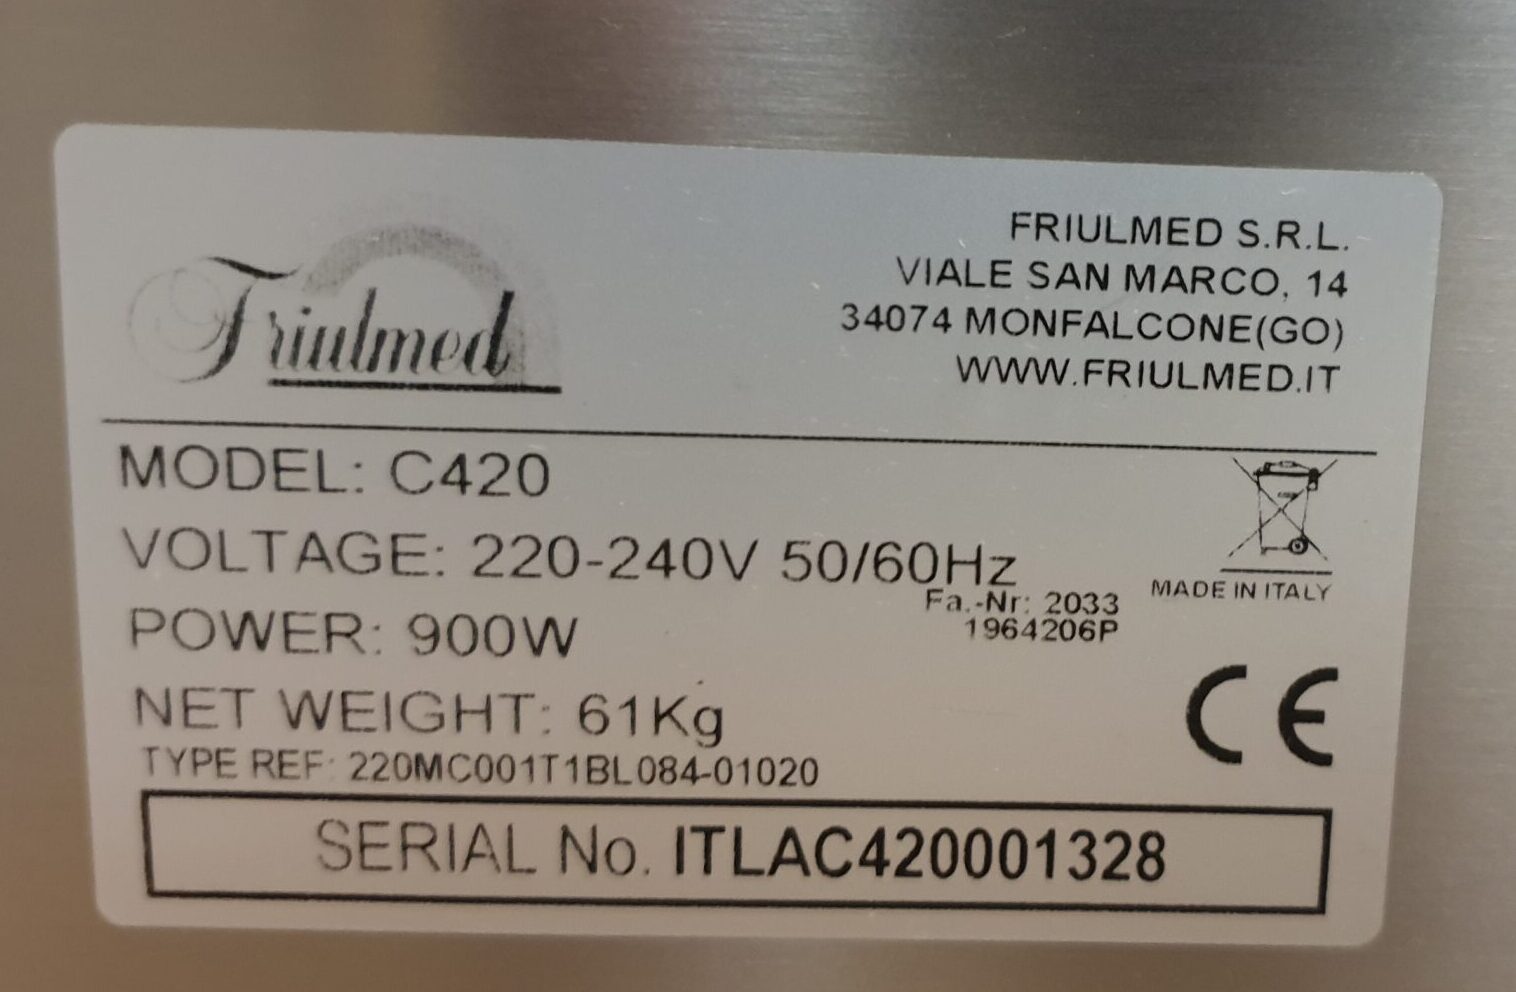 Friulmed
FRIULMED S.R.L.
VIALE SAN MARCO, 14
34074 MONFALCONE(GO)
WWW.FRIULMED.IT
MODEL: C420
VOLTAGE: 220-240V 50/60Hz
Fa.-Nr: 2033
1964206P
MADE IN ITALY
POWER: 900W
NET WEIGHT: 61Kg
CE
TYPE REF: 220MC001T1BL084-01020
SERIAL No. ITLAC420001328